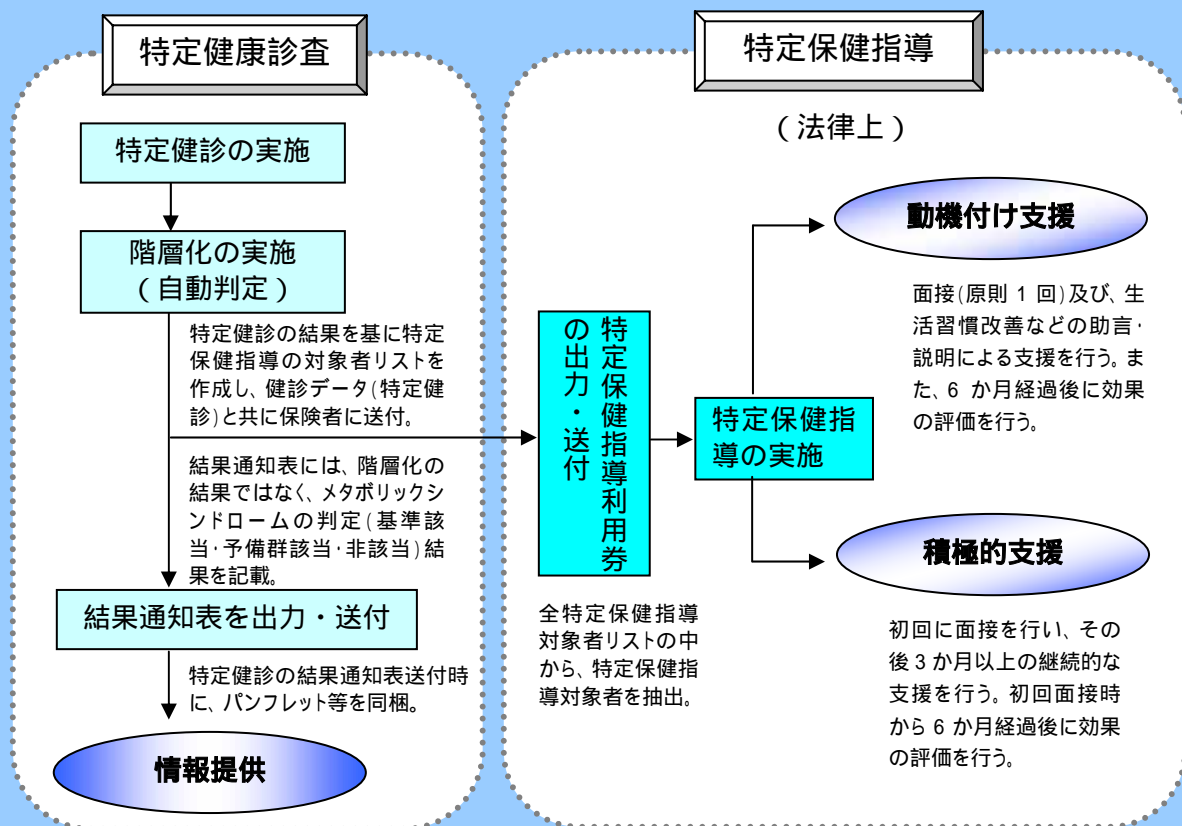 特定健康診査
特定健診の実施
階層化の実施
(自動判定)
特定健診の結果を基に特定
保健指導の対象者リストを
作成し、健診データ(特定健
診)と共に保険者に送付。
結果通知表には、階層化の
結果ではなく、メタボリックシ
ンドロームの判定(基準該
当・予備群該当・非該当)結
果を記載。
結果通知表を出力・送付
特定健診の結果通知表送付時
に、パンフレット等を同梱。
情報提供
特定保健指導
(法律上)
特定保健指導利用券
の出力・送付
全特定保健指導
対象者リストの中
から、特定保健指
導対象者を抽出。
特定保健指
導の実施
動機付け支援
面接(原則 1 回)及び、生
活習慣改善などの助言・
説明による支援を行う。ま
た、6 か月経過後に効果
の評価を行う。
積極的支援
初回に面接を行い、その
後 3 か月以上の継続的な
支援を行う。初回面接時
から 6 か月経過後に効果
の評価を行う。